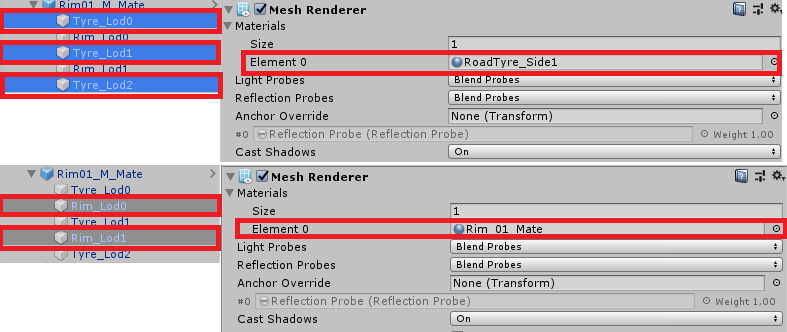 Rim01_M_Mate
Tyre_Lod0
Rim_Lod0
Tyre_Lod1
Rim_Lod1
Tyre_Lod2
Mesh Renderer
Materials
Size 1
Element 0 RoadTyre_Side1
Light Probes Blend Probes
Reflection Probes Blend Probes
Anchor Override None (Transform)
#0 Reflection Probe (Reflection Probe) Weight 1,00
Cast Shadows On
Rim01_M_Mate
Tyre_Lod0
Rim_Lod0
Tyre_Lod1
Rim_Lod1
Tyre_Lod2
Mesh Renderer
Materials
Size 1
Element 0 Rim_01_Mate
Light Probes Blend Probes
Reflection Probes Blend Probes
Anchor Override None (Transform)
#0 Reflection Probe (Reflection Probe) Weight 1,00
Cast Shadows On